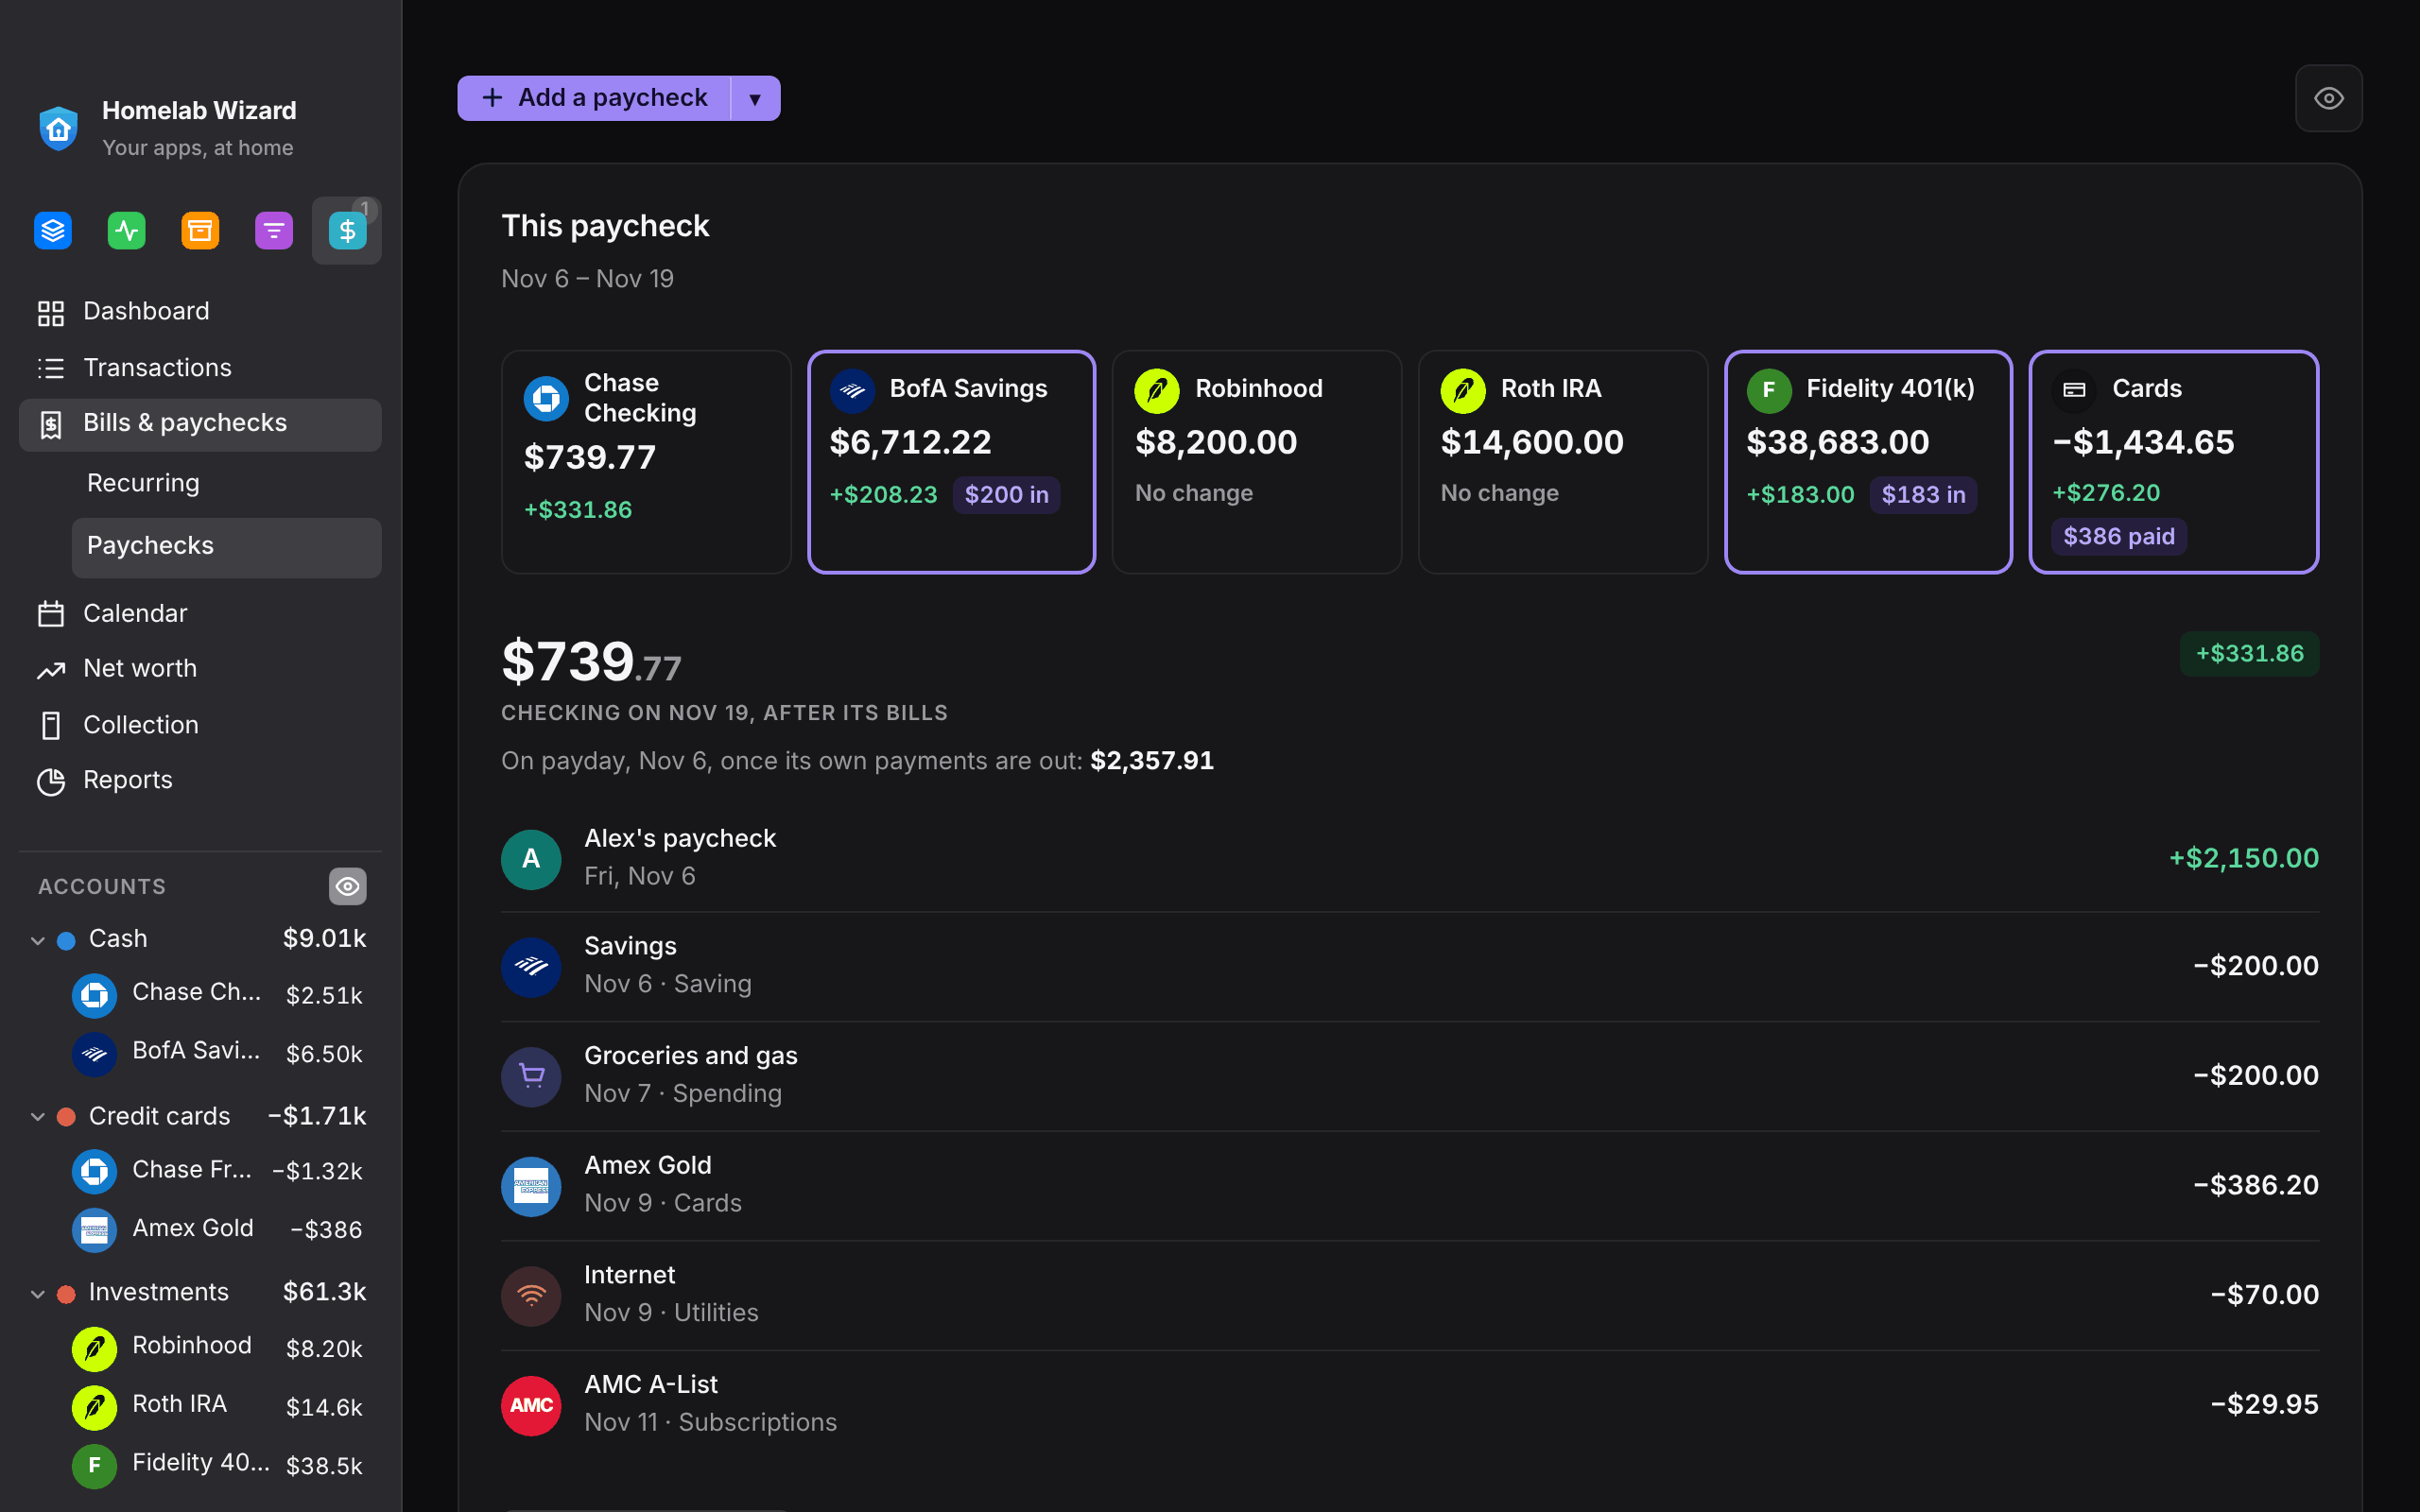 Homelab Wizard
Your apps, at home
1
Dashboard
Transactions
Bills & paychecks
Recurring
Paychecks
Calendar
Net worth
Collection
Reports
ACCOUNTS
Cash $9.01k
Chase Ch... $2.51k
BofA Savi... $6.50k
Credit cards −$1.71k
Chase Fr... −$1.32k
Amex Gold −$386
Investments $61.3k
Robinhood $8.20k
Roth IRA $14.6k
F Fidelity 40... $38.5k
+ Add a paycheck ▼
This paycheck
Nov 6 – Nov 19
Chase Checking
$739.77
+$331.86
BofA Savings
$6,712.22
+$208.23 $200 in
Robinhood
$8,200.00
No change
Roth IRA
$14,600.00
No change
F Fidelity 401(k)
$38,683.00
+$183.00 $183 in
Cards
−$1,434.65
+$276.20
$386 paid
$739.77
+$331.86
CHECKING ON NOV 19, AFTER ITS BILLS
On payday, Nov 6, once its own payments are out: $2,357.91
A Alex's paycheck
Fri, Nov 6
+$2,150.00
Savings
Nov 6 · Saving
−$200.00
Groceries and gas
Nov 7 · Spending
−$200.00
AMERICAN EXPRESS
Amex Gold
Nov 9 · Cards
−$386.20
Internet
Nov 9 · Utilities
−$70.00
AMC
AMC A-List
Nov 11 · Subscriptions
−$29.95